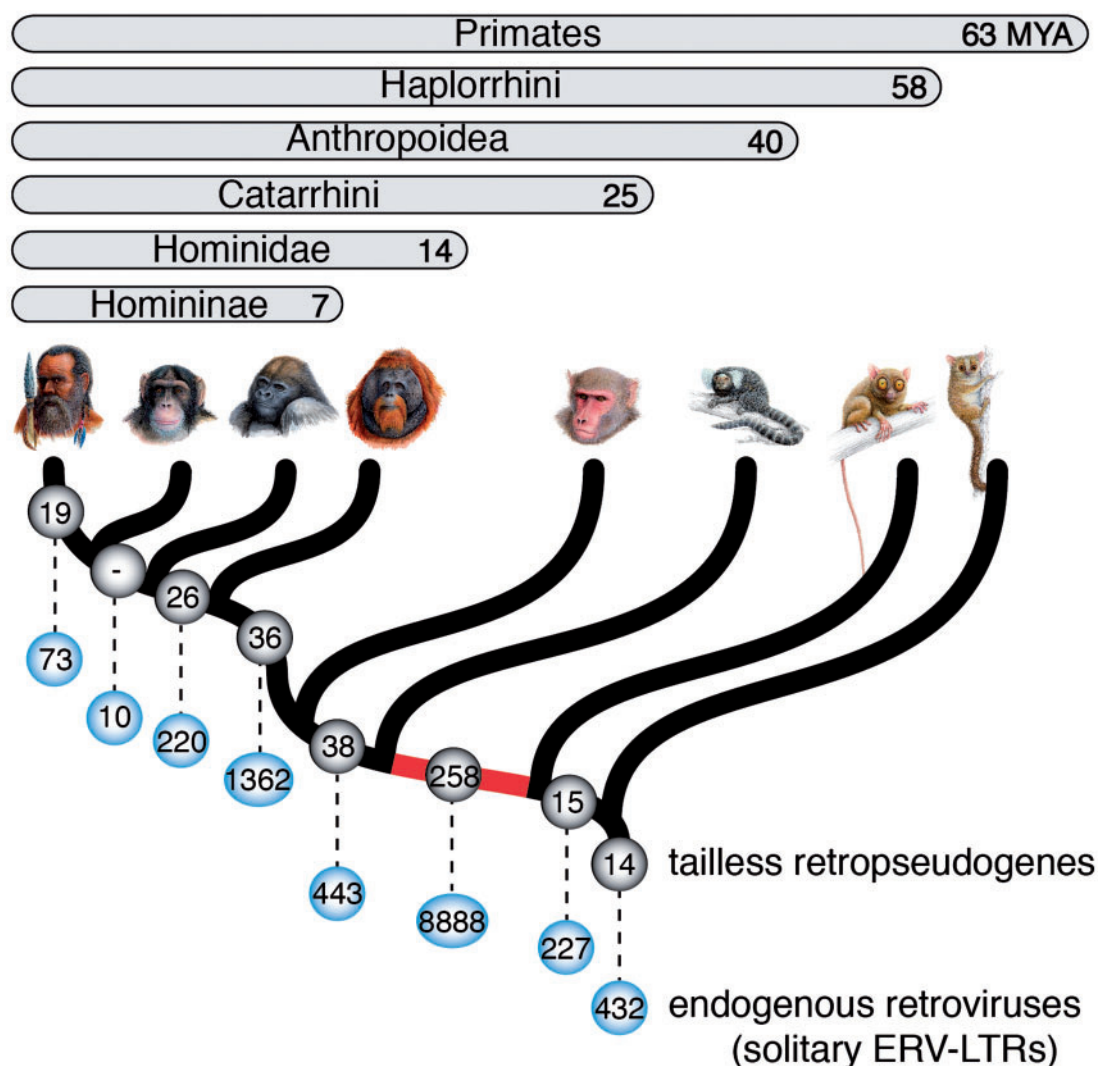 Primates 63 MYA
Haplorrhini 58
Anthropoidea 40
Catarrhini 25
Hominidae 14
Homininae 7
19
-
26
36
73
10
220
38
258
1362
15
14 tailless retropseudogenes
443
8888
227
432 endogenous retroviruses
(solitary ERV-LTRs)